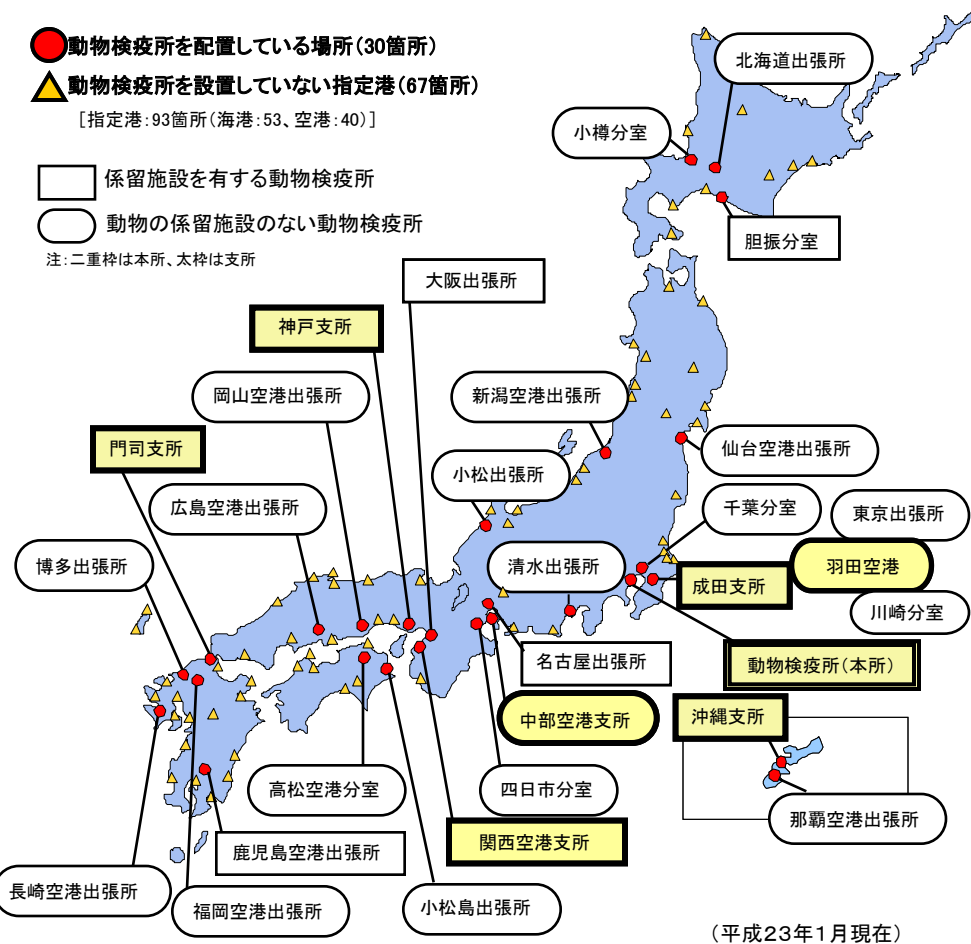 動物検疫所を配置している場所(30箇所)
動物検疫所を設置していない指定港(67箇所)
[指定港:93箇所(海港:53、空港:40)]
係留施設を有する動物検疫所
動物の係留施設のない動物検疫所
注:二重枠は本所、太枠は支所
北海道出張所
小樽分室
胆振分室
大阪出張所
神戸支所
岡山空港出張所
新潟空港出張所
門司支所
仙台空港出張所
小松出張所
広島空港出張所
千葉分室
東京出張所
博多出張所
清水出張所
羽田空港
成田支所
川崎分室
名古屋出張所
動物検疫所(本所)
中部空港支所
沖縄支所
高松空港分室
四日市分室
那覇空港出張所
関西空港支所
鹿児島空港出張所
長崎空港出張所
福岡空港出張所
小松島出張所
(平成23年1月現在)